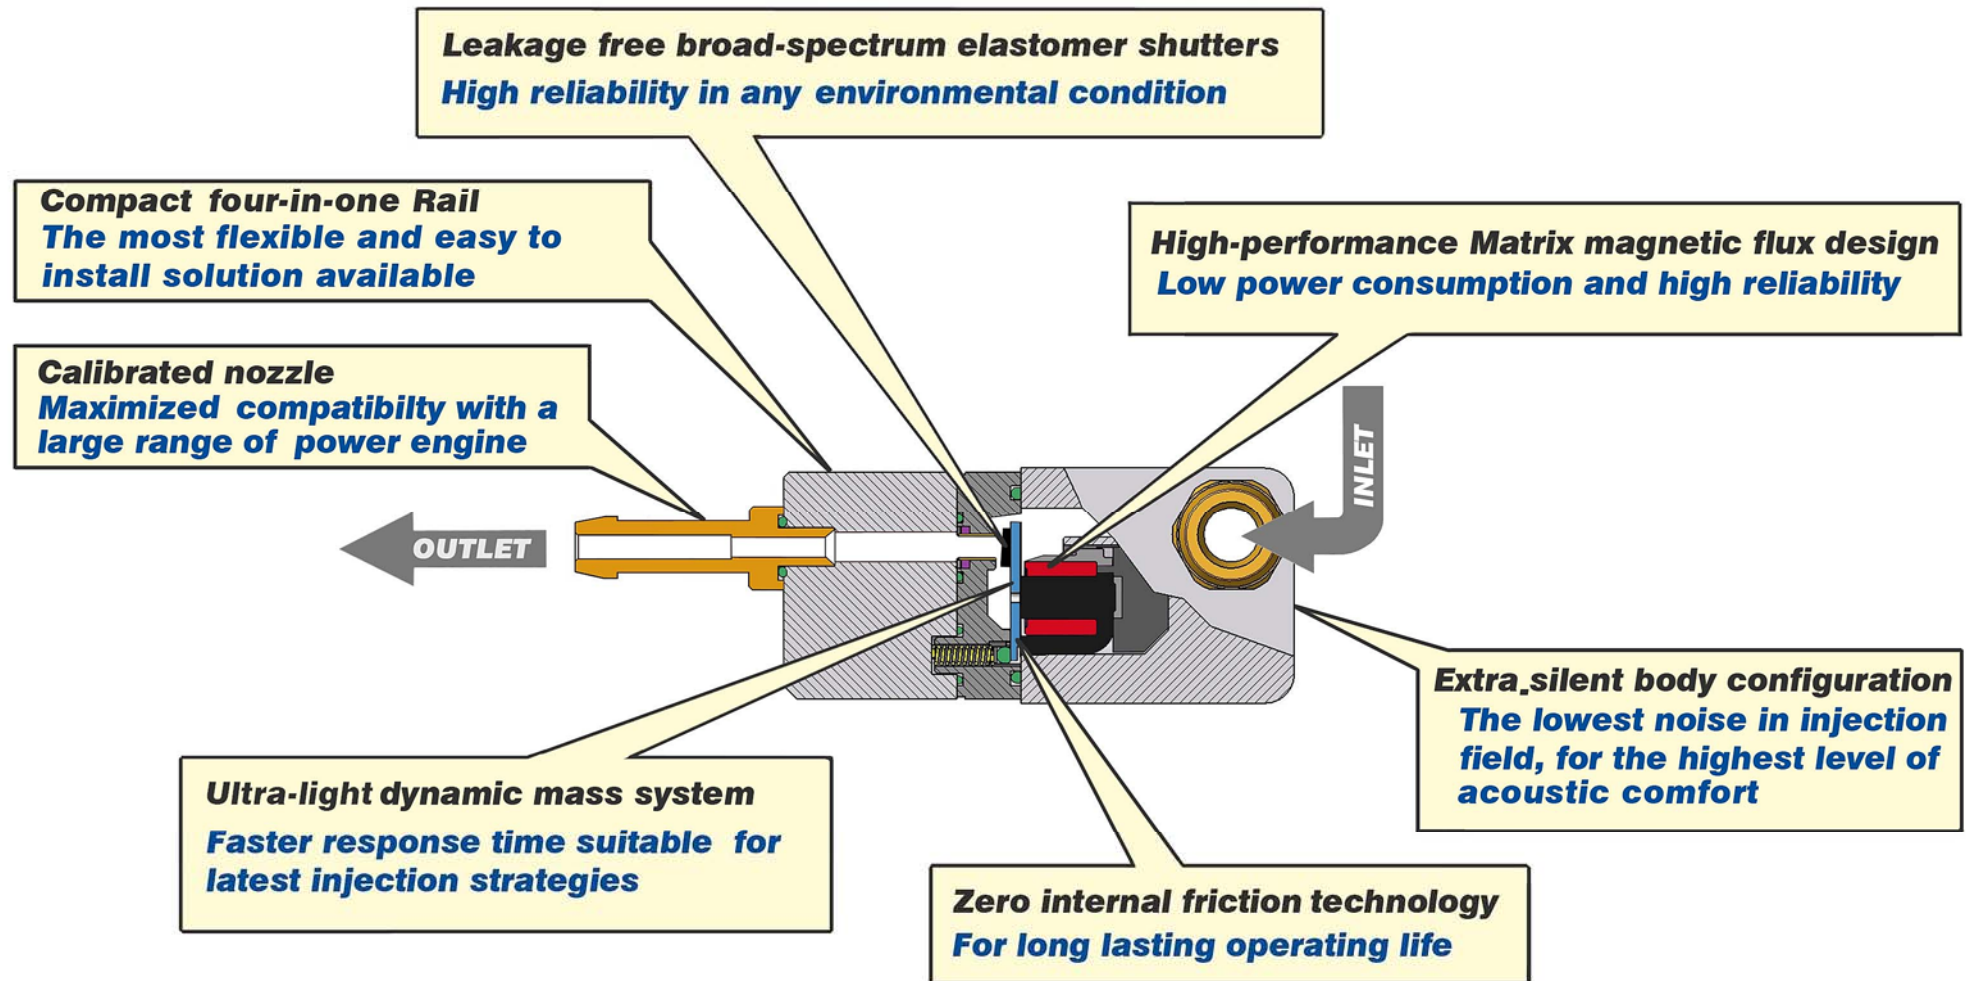 Leakage free broad-spectrum elastomer shutters
High reliability in any environmental condition
Compact four-in-one Rail
The most flexible and easy to
install solution available
High-performance Matrix magnetic flux design
Low power consumption and high reliability
Calibrated nozzle
Maximized compatibilty with a
large range of power engine
INLET
OUTLET
Extra-silent body configuration
The lowest noise in injection
field, for the highest level of
acoustic comfort
Ultra-light dynamic mass system
Faster response time suitable for
latest injection strategies
Zero internal friction technology
For long lasting operating life